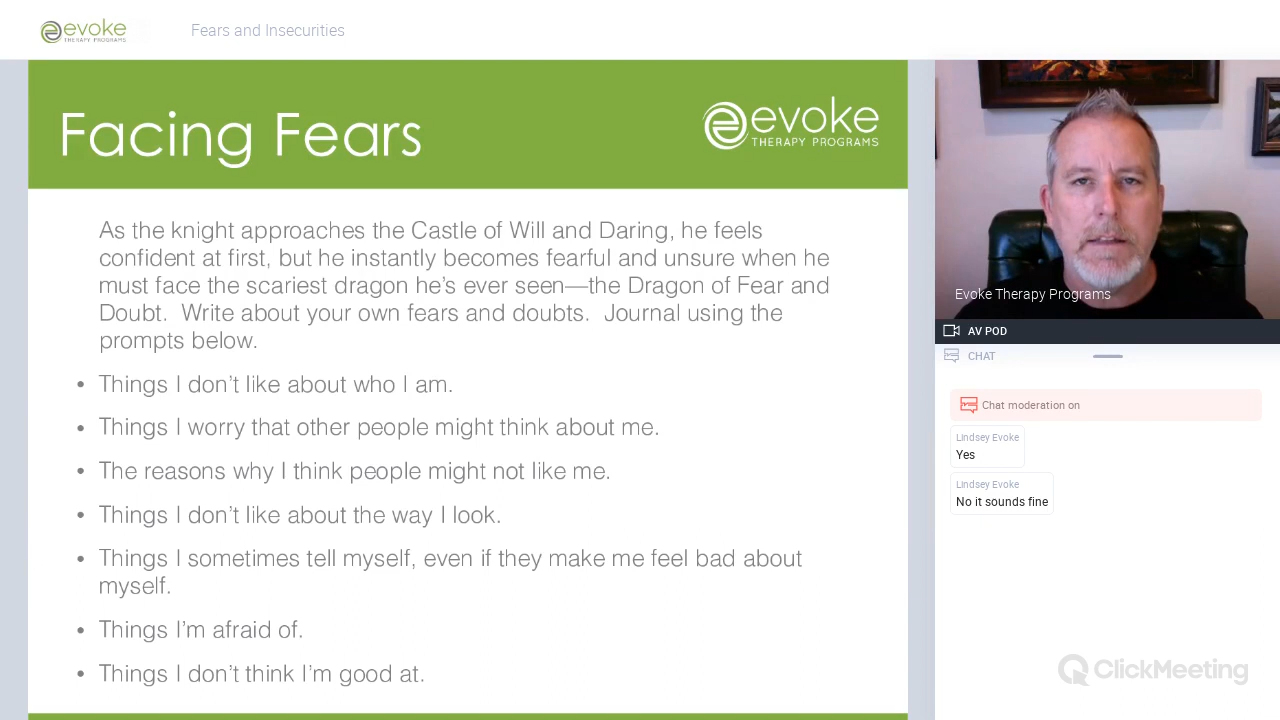 evoke
THERAPY PROGRAMS
Fears and Insecurities
Facing Fears
evoke
THERAPY PROGRAMS
As the knight approaches the Castle of Will and Daring, he feels
confident at first, but he instantly becomes fearful and unsure when he
must face the scariest dragon he’s ever seen—the Dragon of Fear and
Doubt.  Write about your own fears and doubts.  Journal using the
prompts below.
• Things I don’t like about who I am.
• Things I worry that other people might think about me.
• The reasons why I think people might not like me.
• Things I don’t like about the way I look.
• Things I sometimes tell myself, even if they make me feel bad about
myself.
• Things I’m afraid of.
• Things I don’t think I’m good at.
Evoke Therapy Programs
AV POD
CHAT
Chat moderation on
Lindsey Evoke
Yes
Lindsey Evoke
No it sounds fine
ClickMeeting